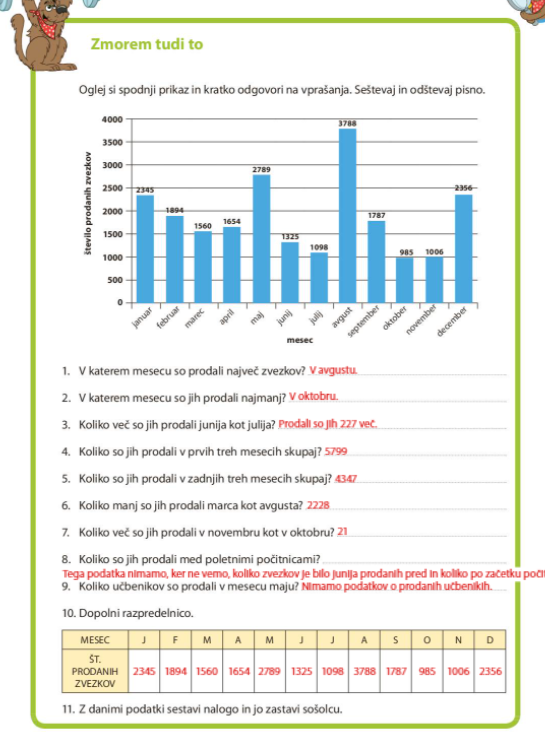 Zmorem tudi to
Oglej si spodnji prikaz in kratko odgovori na vprašanja. Seštevaj in odštevaj pisno.
število prodanih zvezkov
4000
3500
3000
2500
2000
1500
1000
500
0
2345
1894
1560
1654
2789
1325
1098
3788
1787
985
1006
2356
januar
februar
marec
april
maj
junij
julij
avgust
september
oktober
november
december
mesec
1. V katerem mesecu so prodali največ zvezkov? V avgustu.
2. V katerem mesecu so jih prodali najmanj? V oktobru.
3. Koliko več so jih prodali junija kot julija? Prodali so jih 227 več.
4. Koliko so jih prodali v prvih treh mesecih skupaj? 5799
5. Koliko so jih prodali v zadnjih treh mesecih skupaj? 4347
6. Koliko manj so jih prodali marca kot avgusta? 2228
7. Koliko več so jih prodali v novembru kot v oktobru? 21
8. Koliko so jih prodali med poletnimi počitnicami?
Tega podatka nimamo, ker ne vemo, koliko zvezkov je bilo junija prodanih pred in koliko po začetku poči
9. Koliko učbenikov so prodali v mesecu maju? Nimamo podatkov o prodanih učbenikih.
10. Dopolni razpredelnico.
MESEC J F M A M J J A S O N D
ŠT.
PRODANIH 2345 1894 1560 1654 2789 1325 1098 3788 1787 985 1006 2356
ZVEZKOV
11. Z danimi podatki sestavi nalogo in jo zastavi sošolcu.